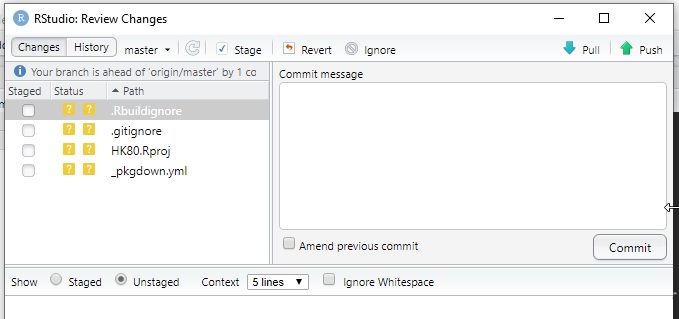 RStudio: Review Changes
Changes History master Stage Revert Ignore Pull Push
Your branch is ahead of 'origin/master' by 1 co
Commit message
Staged Status Path
? ? .Rbuildignore
? ? .gitignore
? ? HK80.Rproj
? ? _pkgdown.yml
Amend previous commit
Commit
Show Staged Unstaged Context 5 lines Ignore Whitespace